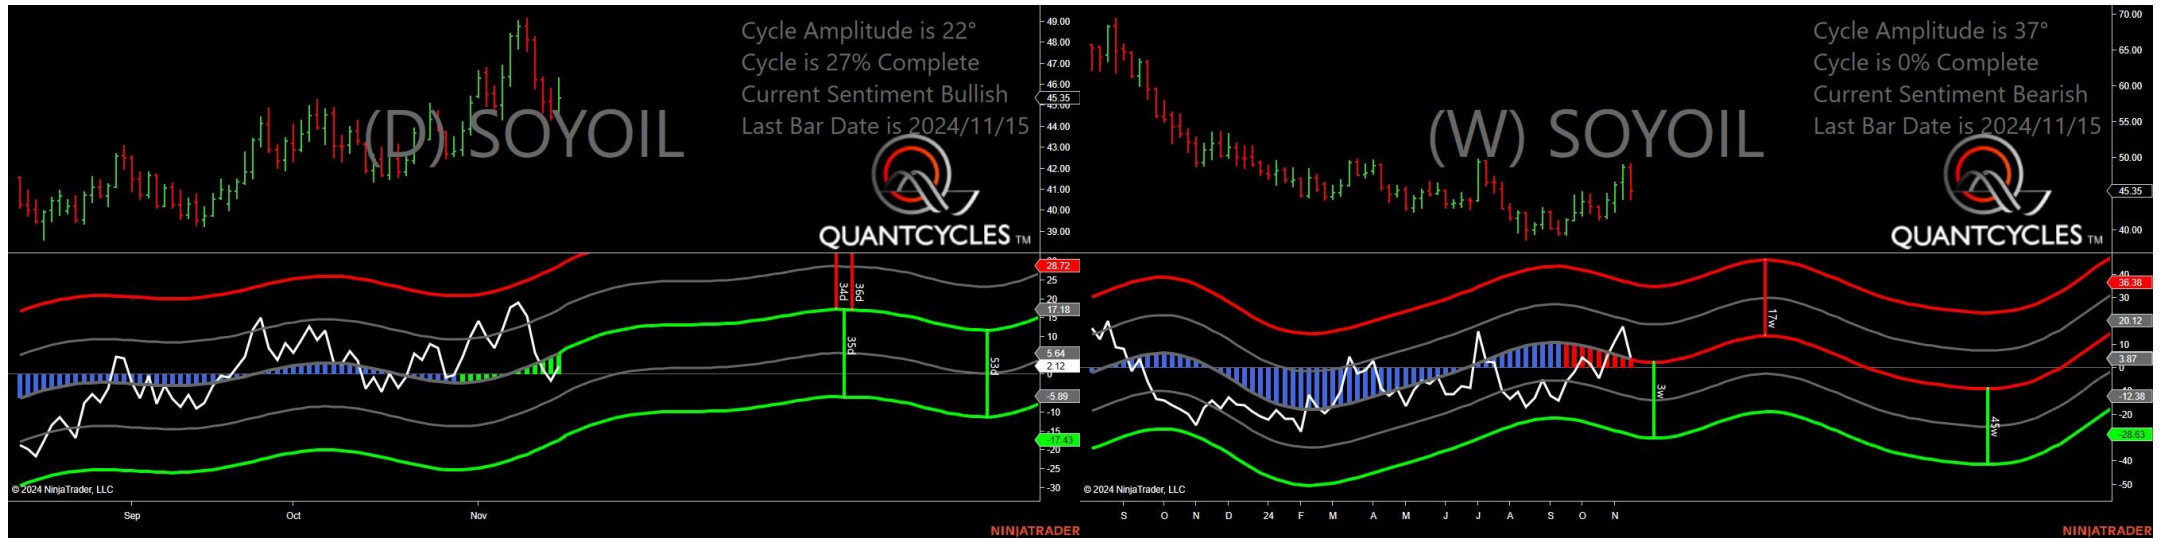 Cycle Amplitude is 22°
Cycle is 27% Complete
Current Sentiment Bullish
Last Bar Date is 2024/11/15
(D) SOYOIL
QUANTCYCLES TM
49.00
48.00
47.00
46.00
45.35
45.00
44.00
43.00
42.00
41.00
40.00
39.00
28.72
25
20
17.18
15
10
5.64
2.12
0
-5.89
-10
-15
-17.43
-20
-25
-30
34d
36d
35d
53d
© 2024 NinjaTrader, LLC
Sep
Oct
Nov
NINJATRADER
Cycle Amplitude is 37°
Cycle is 0% Complete
Current Sentiment Bearish
Last Bar Date is 2024/11/15
(W) SOYOIL
QUANTCYCLES TM
70.00
65.00
60.00
55.00
50.00
45.35
40.00
40
36.38
30
20.12
10
3.87
0
-12.38
-20
-28.63
-40
-50
17w
3w
45w
© 2024 NinjaTrader, LLC
S
O
N
D
24
F
M
A
M
J
J
A
S
O
N
NINJATRADER